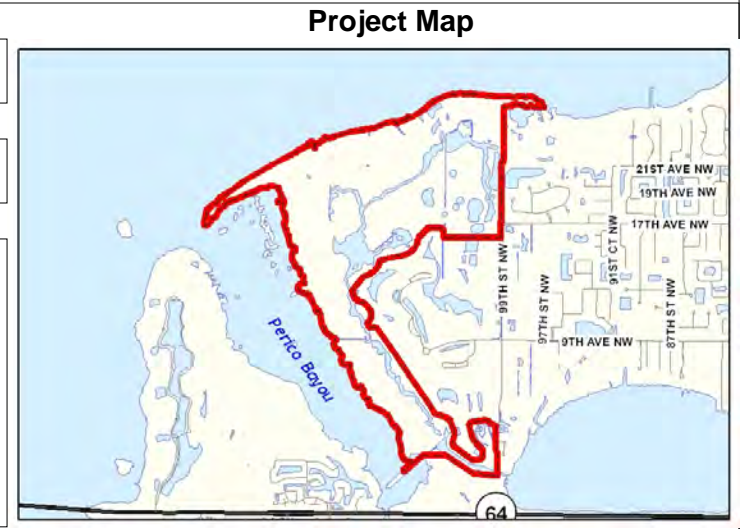 Project Map
21ST AVE NW
19TH AVE NW
17TH AVE NW
99TH ST NW
97TH ST NW
91ST CT NW
87TH ST NW
9TH AVE NW
Perico Bayou
64